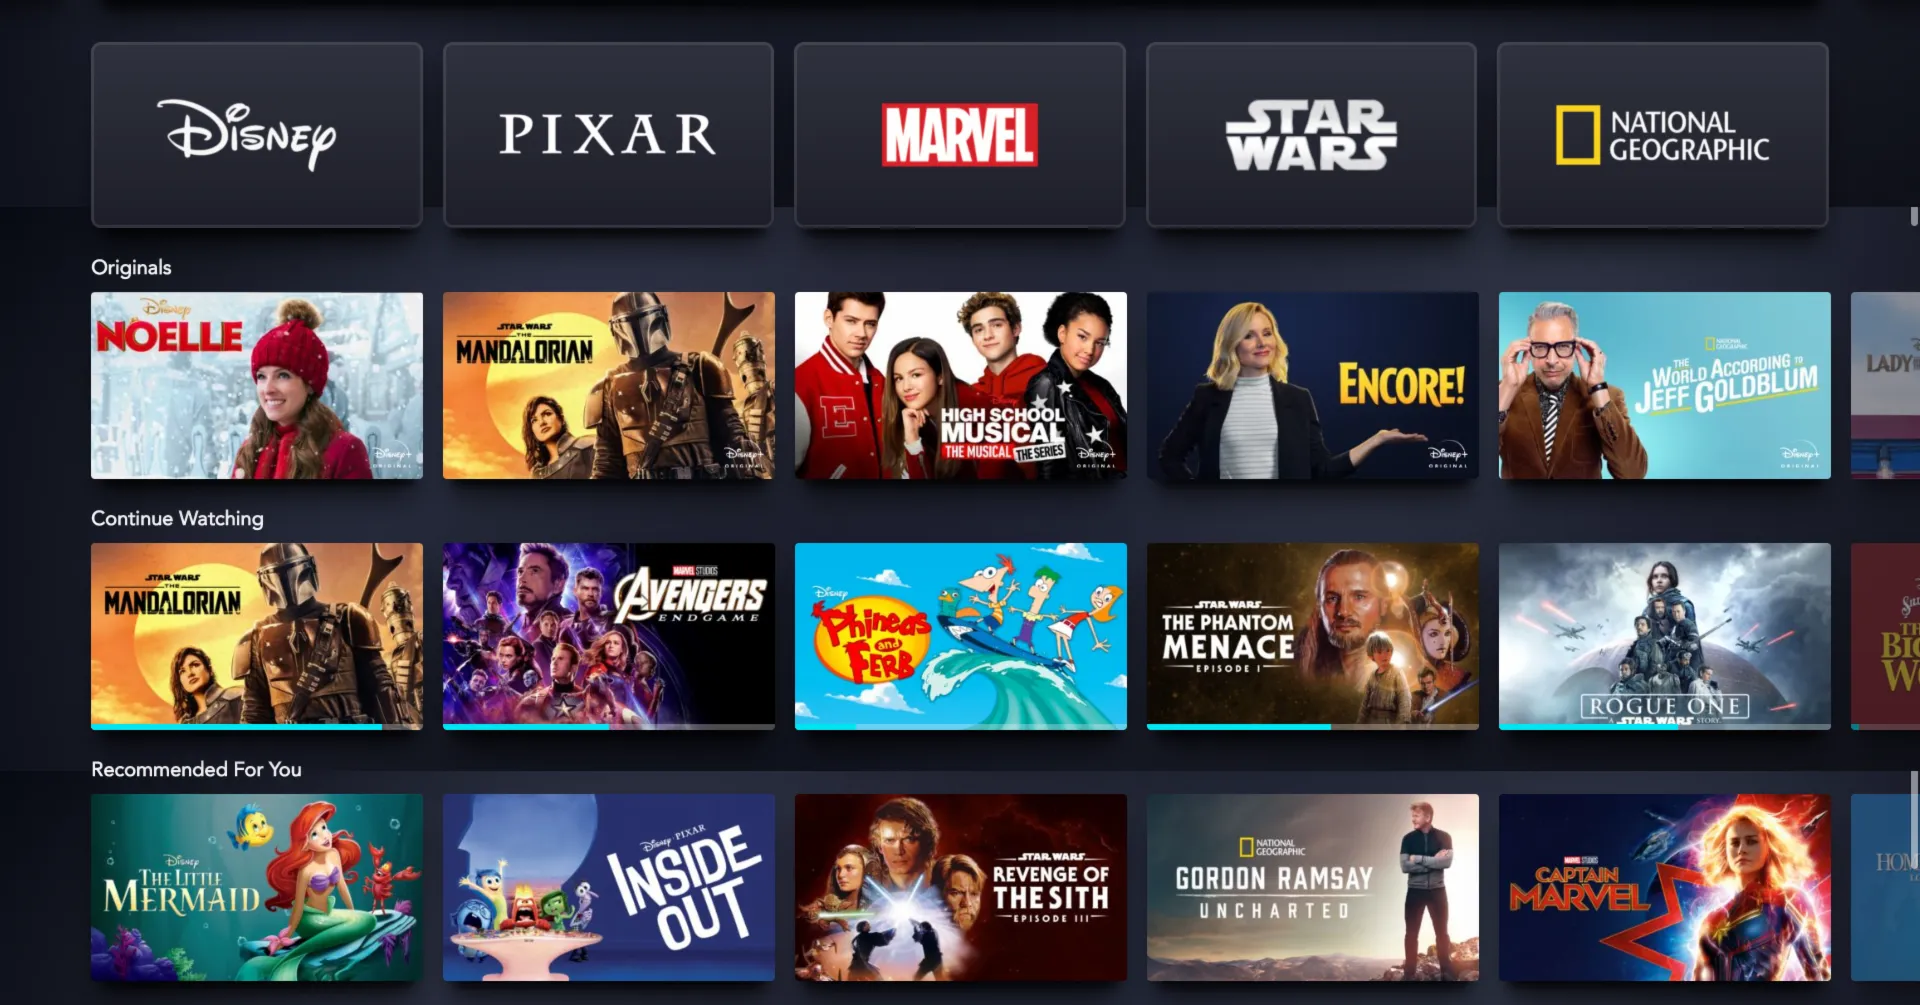 Disney
PIXAR
MARVEL
STAR
WARS
NATIONAL
GEOGRAPHIC
Originals
Disney
NOELLE
Disney+
ORIGINAL
STAR WARS
THE
MANDALORIAN
Disney+
ORIGINAL
Disney
HIGH SCHOOL
MUSICAL
THE MUSICAL THE SERIES
Disney+
ORIGINAL
ENCORE!
Disney+
ORIGINAL
NATIONAL
GEOGRAPHIC
THE
WORLD ACCORDING TO
JEFF GOLDBLUM
Disney+
ORIGINAL
LADY
Continue Watching
STAR WARS
THE
MANDALORIAN
MARVEL STUDIOS
AVENGERS
ENDGAME
Disney
Phineas
and
FERB
STAR WARS
THE PHANTOM
MENACE
EPISODE I
ROGUE ONE
A STAR WARS STORY
Recommended For You
Disney
THE LITTLE
MERMAID
Disney · PIXAR
INSIDE
OUT
STAR WARS
REVENGE OF
THE SITH
EPISODE III
NATIONAL
GEOGRAPHIC
GORDON RAMSAY
UNCHARTED
MARVEL STUDIOS
CAPTAIN
MARVEL